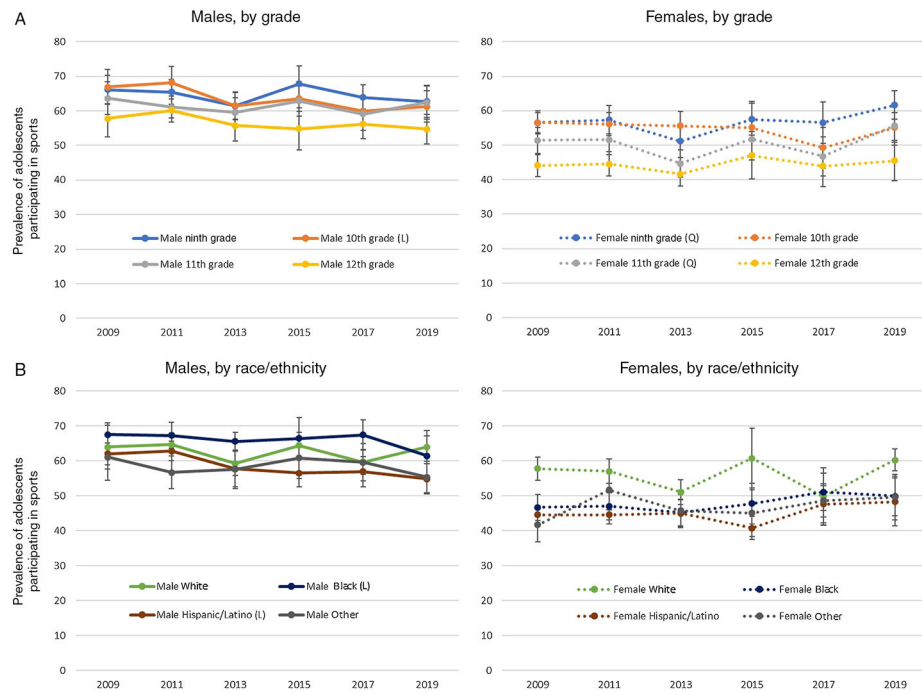 A
Males, by grade
Females, by grade
Prevalence of adolescents
participating in sports
80
70
60
50
40
30
20
10
0
Male ninth grade
Male 10th grade (L)
Male 11th grade
Male 12th grade
2009 2011 2013 2015 2017 2019
80
70
60
50
40
30
20
10
0
Female ninth grade (Q)
Female 10th grade
Female 11th grade (Q)
Female 12th grade
2009 2011 2013 2015 2017 2019
B
Males, by race/ethnicity
Females, by race/ethnicity
Prevalence of adolescents
participating in sports
80
70
60
50
40
30
20
10
0
Male White
Male Black (L)
Male Hispanic/Latino (L)
Male Other
2009 2011 2013 2015 2017 2019
80
70
60
50
40
30
20
10
0
Female White
Female Black
Female Hispanic/Latino
Female Other
2009 2011 2013 2015 2017 2019